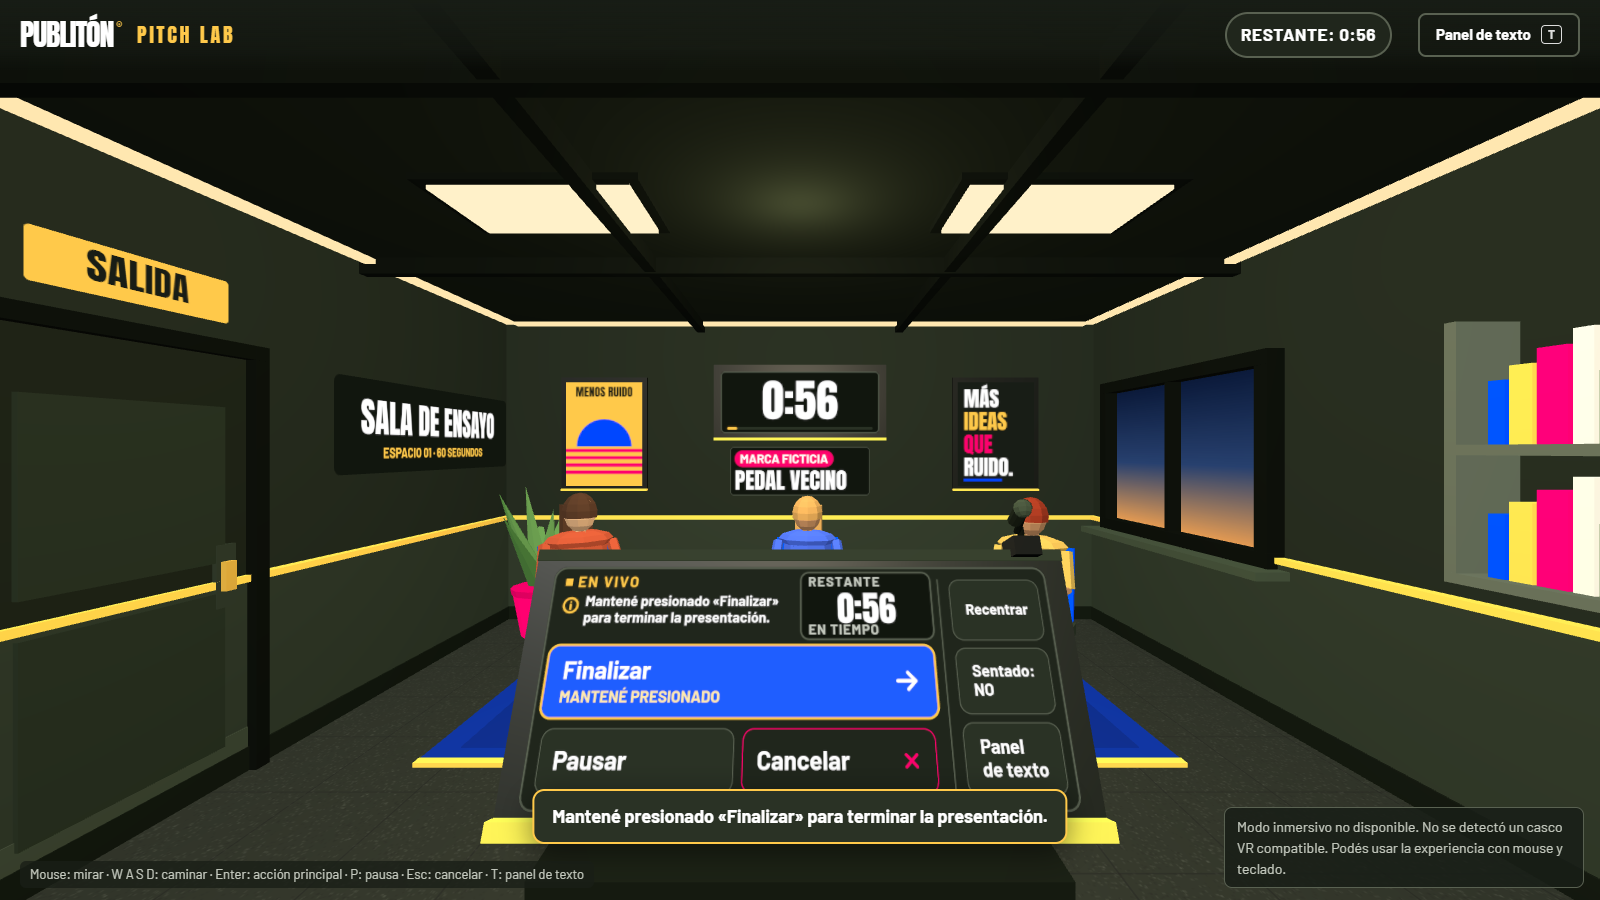 PUBLITÓN PITCH LAB
RESTANTE: 0:56
Panel de texto T
SALIDA
SALA DE ENSAYO
ESPACIO 01 · 60 SEGUNDOS
MENOS RUIDO
0:56
MARCA FICTICIA
PEDAL VECINO
MÁS
IDEAS
QUE
RUIDO.
EN VIVO
Mantené presionado «Finalizar»
para terminar la presentación.
RESTANTE
0:56
EN TIEMPO
Recentrar
Finalizar
MANTENÉ PRESIONADO
Sentado:
NO
Pausar
Cancelar
Panel
de texto
Mantené presionado «Finalizar» para terminar la presentación.
Modo inmersivo no disponible. No se detectó un casco
VR compatible. Podés usar la experiencia con mouse y
teclado.
Mouse: mirar · W A S D: caminar · Enter: acción principal · P: pausa · Esc: cancelar · T: panel de texto